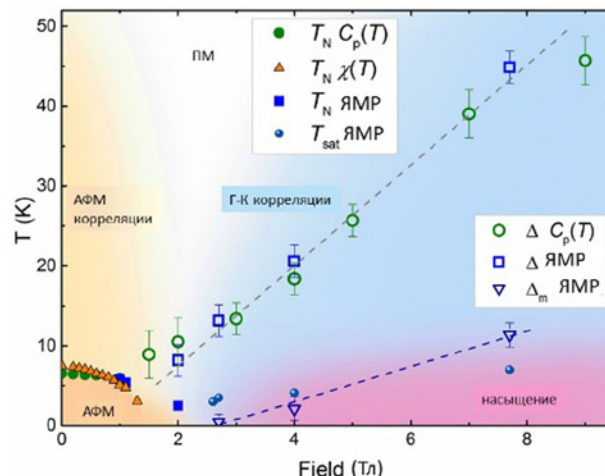 50
40
30
20
10
0
T (K)
ПМ
T_N C_p(T)
T_N χ(T)
T_N ЯМР
T_sat ЯМР
АФМ
корреляции
Г-К корреляции
Δ C_p(T)
Δ ЯМР
Δ_m ЯМР
АФМ
насыщение
0 2 4 6 8
Field (Тл)